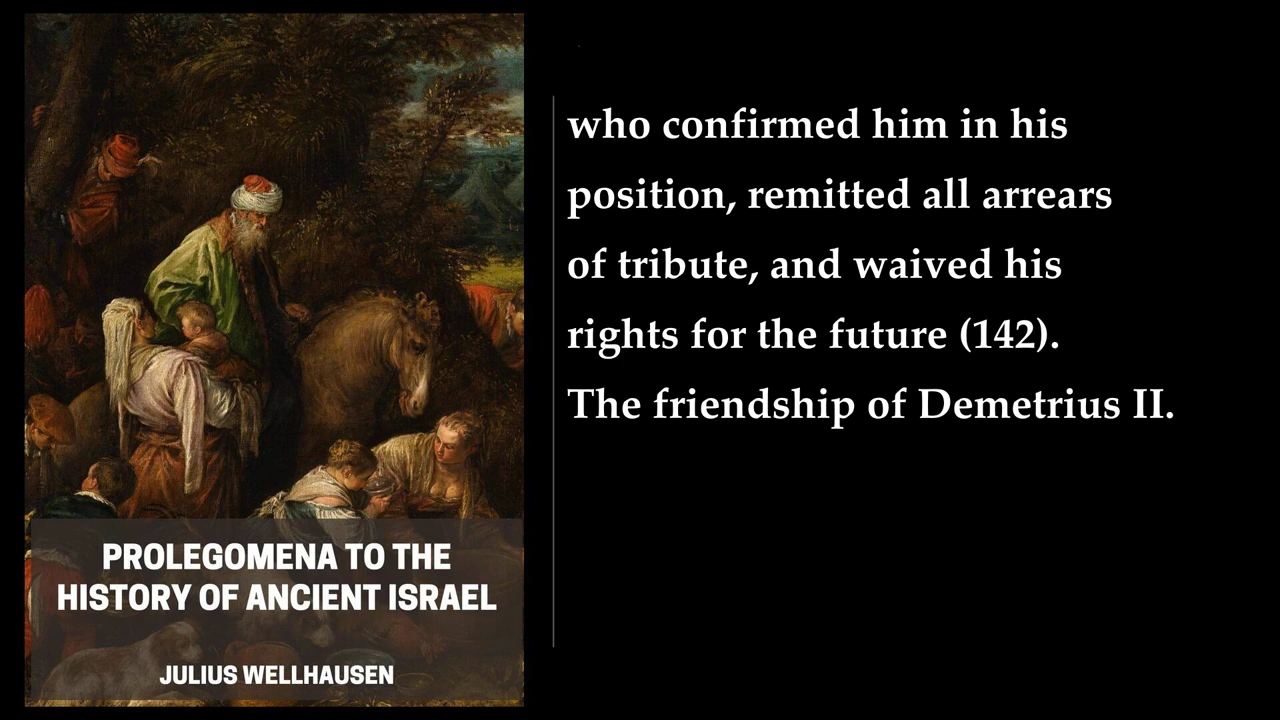 PROLEGOMENA TO THE
HISTORY OF ANCIENT ISRAEL
JULIUS WELLHAUSEN
who confirmed him in his
position, remitted all arrears
of tribute, and waived his
rights for the future (142).
The friendship of Demetrius II.